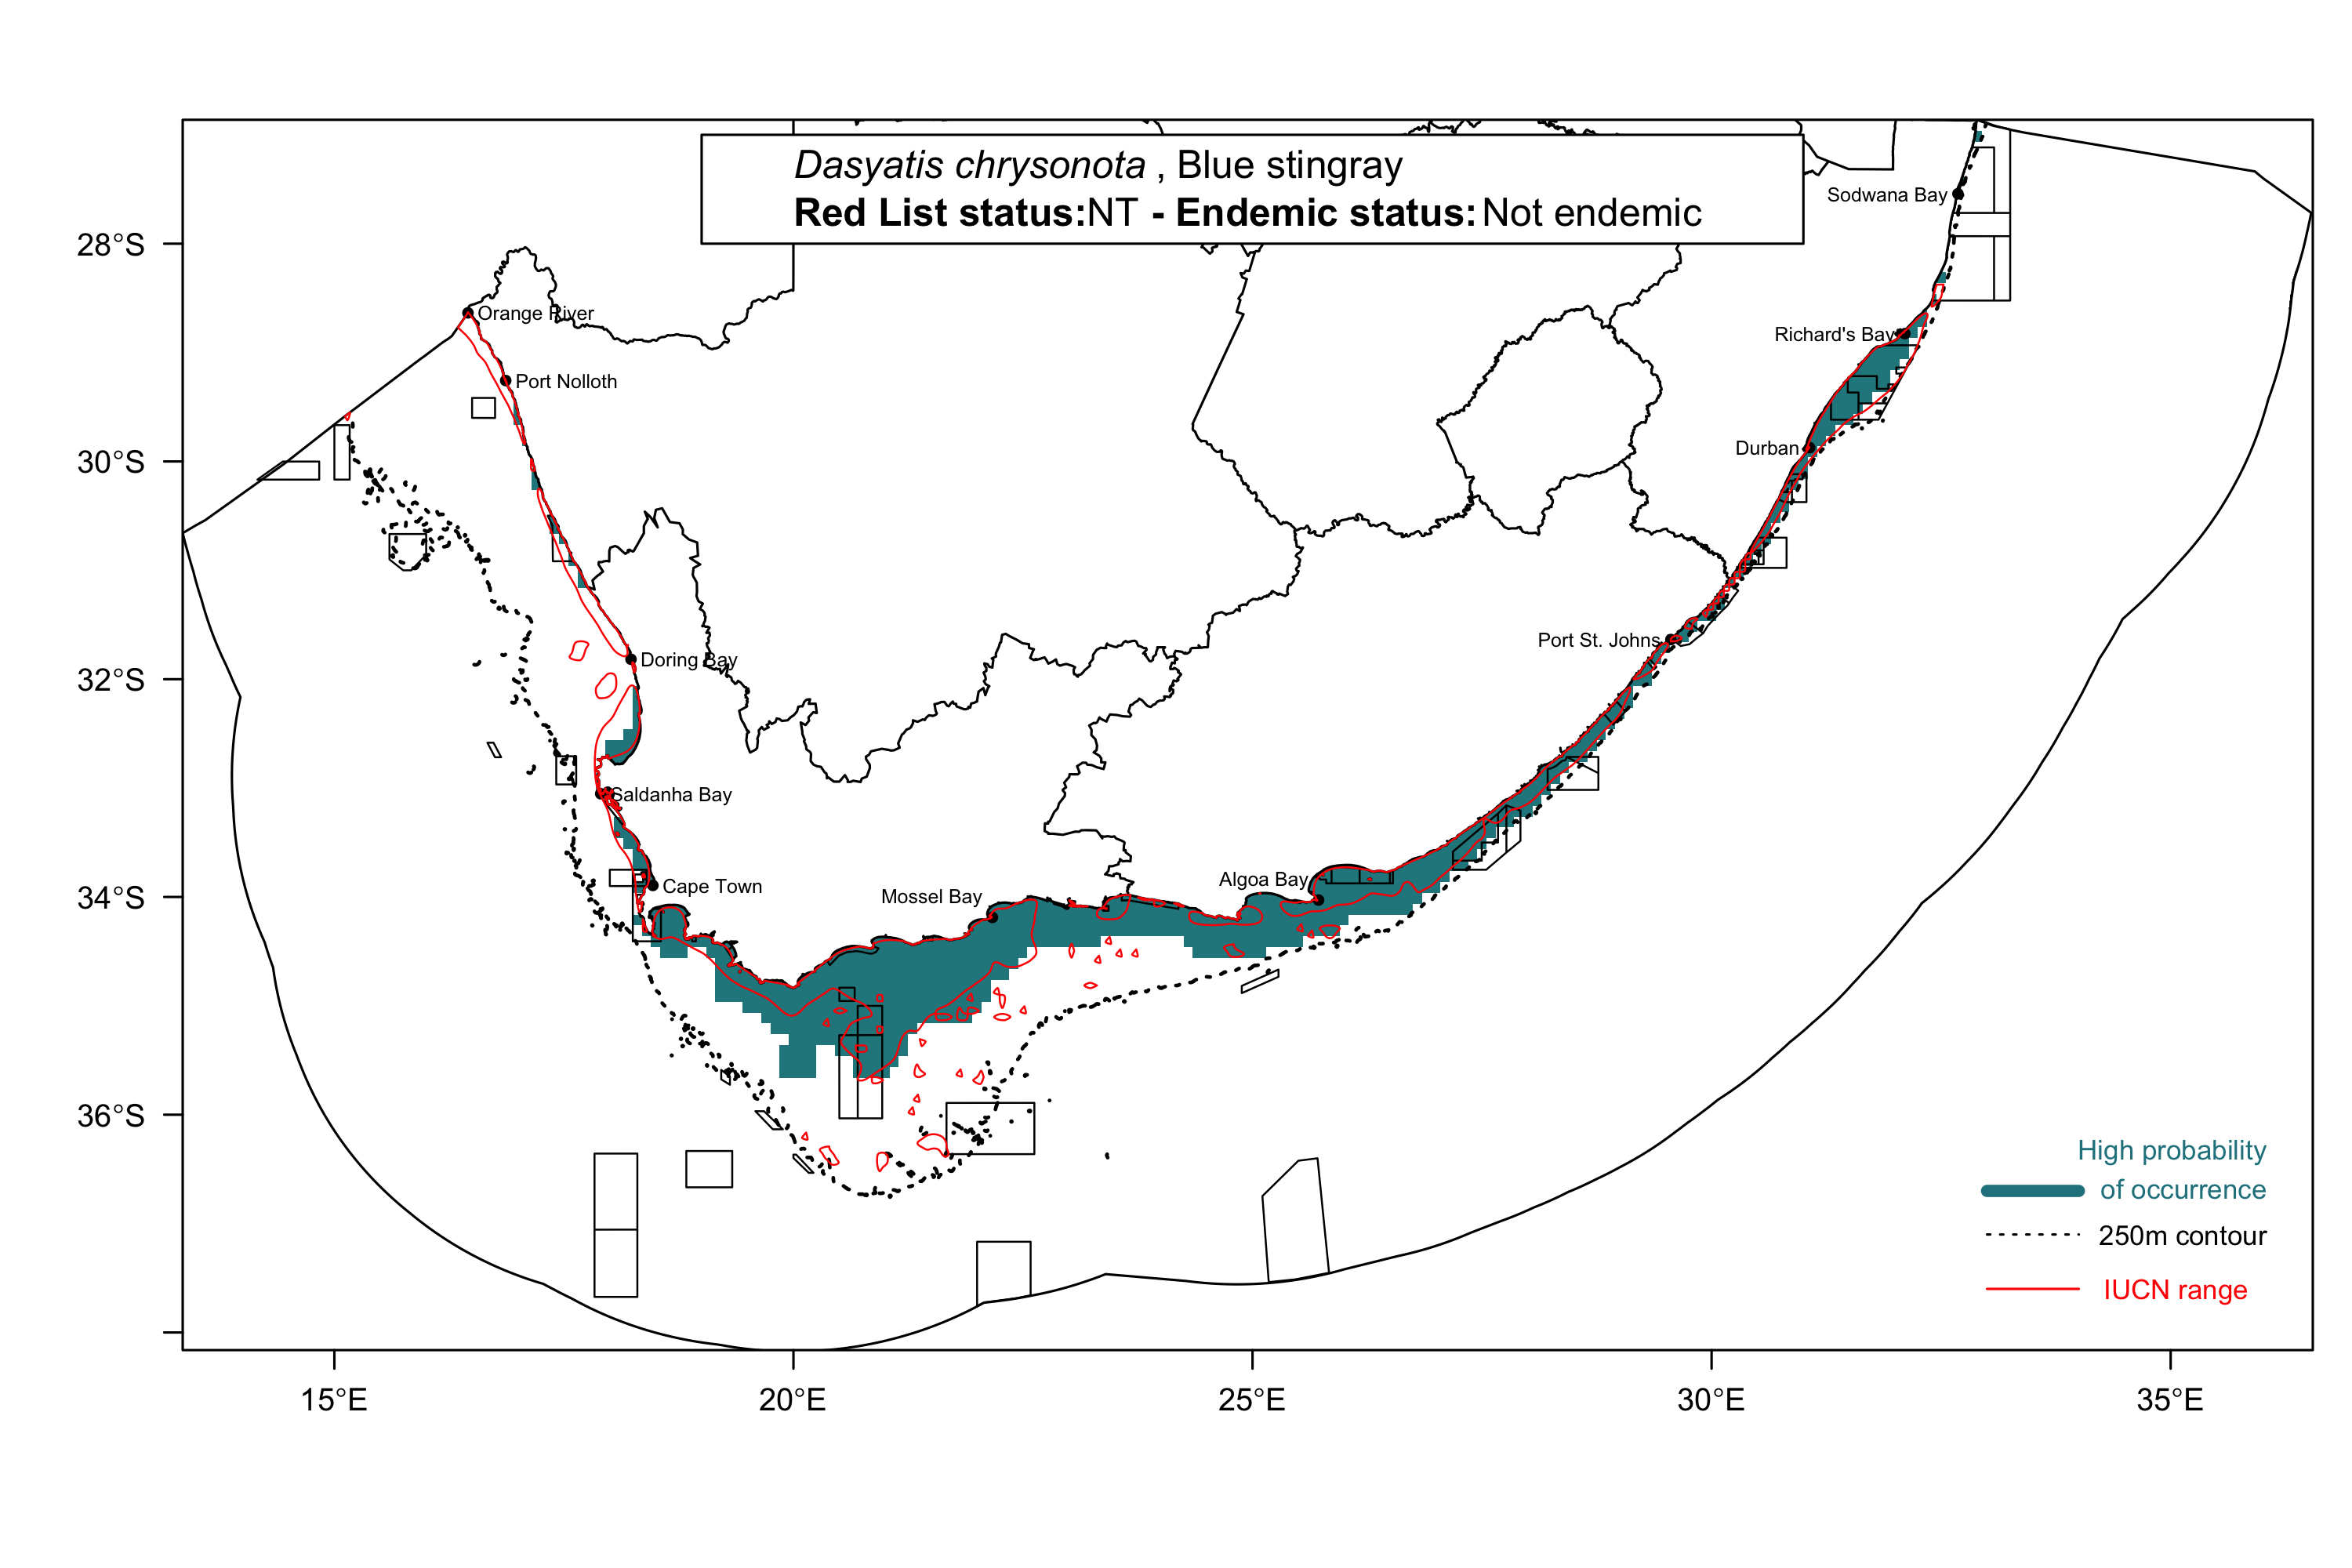 Dasyatis chrysonota , Blue stingray
Red List status:NT - Endemic status: Not endemic
Sodwana Bay
28°S
Orange River
Richard's Bay
Port Nolloth
Durban
30°S
Port St. Johns
Doring Bay
32°S
Saldanha Bay
Cape Town
Mossel Bay
Algoa Bay
34°S
36°S
High probability
of occurrence
250m contour
IUCN range
15°E
20°E
25°E
30°E
35°E